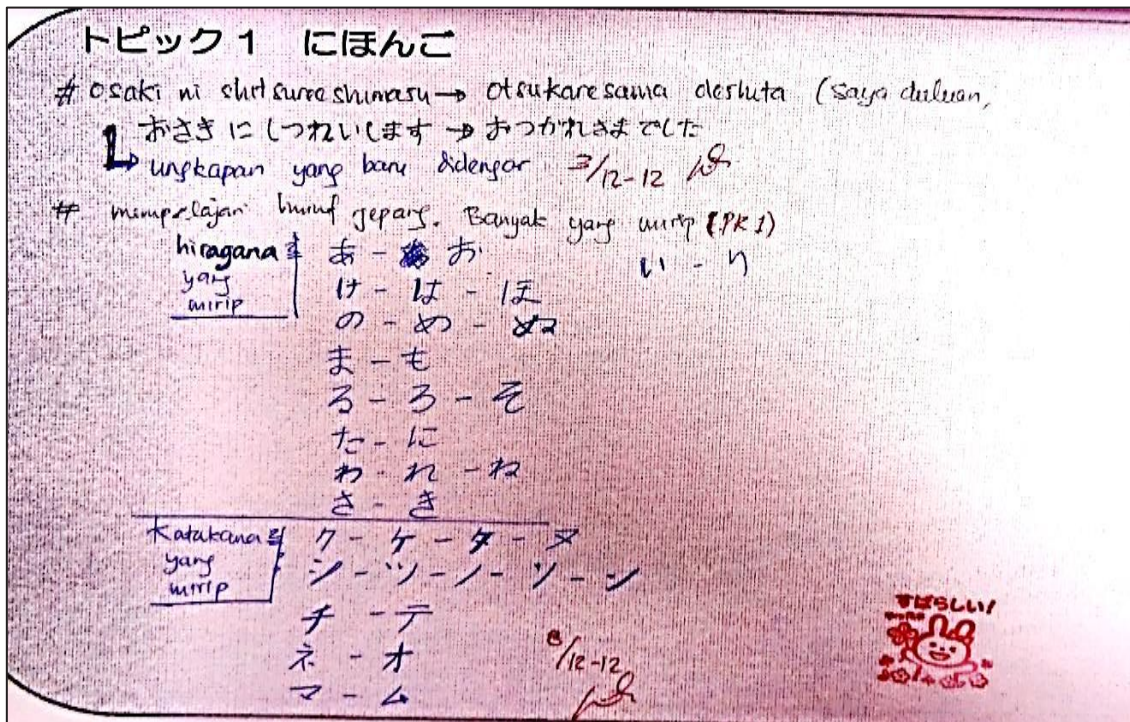 トピック１ にほんご
# osaki ni shitsurei shimasu → otsukaresama deshita (saya duluan,
おさきにしつれいします → おつかれさまでした
ungkapan yang baru didengar 3/12-12
# mempelajari huruf jepang. Banyak yang mirip (PK 1)
hiragana yang mirip
あ - お い - り
け - は - ほ
の - め - ぬ
ま - も
る - ろ - そ
た - に
わ - れ - ね
さ - き
Katakana yang mirip
ク - ケ - タ - ヌ
シ - ツ - ノ - ソ - ン
チ - テ
ネ - オ
マ - ム
8/12-12
すばらしい!